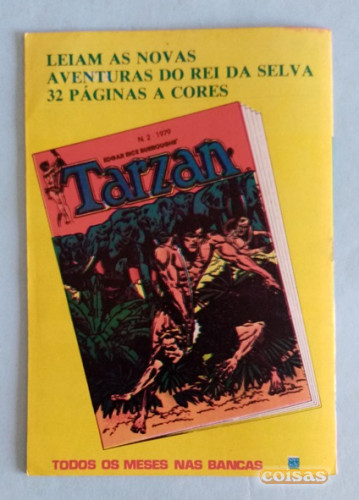 LEIAM AS NOVAS
AVENTURAS DO REI DA SELVA
32 PÁGINAS A CORES
N. 2 1979
EDGAR RICE BURROUGHS'
Tarzan
TODOS OS MESES NAS BANCAS
coisas